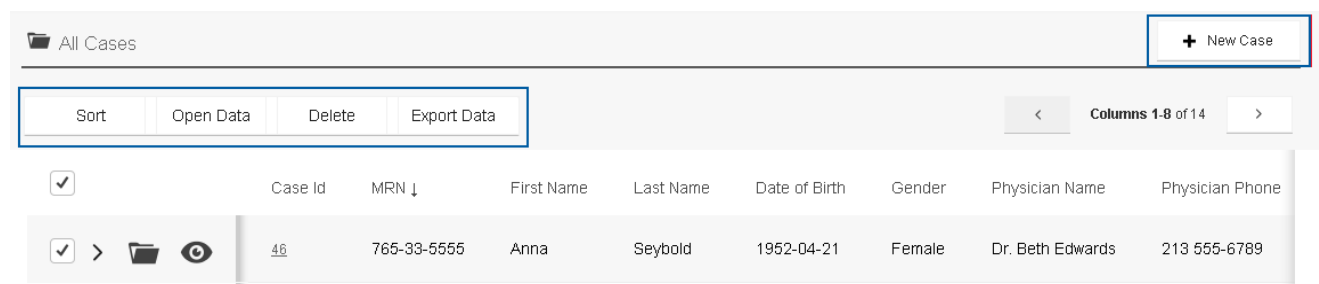 All Cases
+ New Case
Sort Open Data Delete Export Data
< Columns 1-8 of 14 >
Case Id MRN ↓ First Name Last Name Date of Birth Gender Physician Name Physician Phone
46 765-33-5555 Anna Seybold 1952-04-21 Female Dr. Beth Edwards 213 555-6789